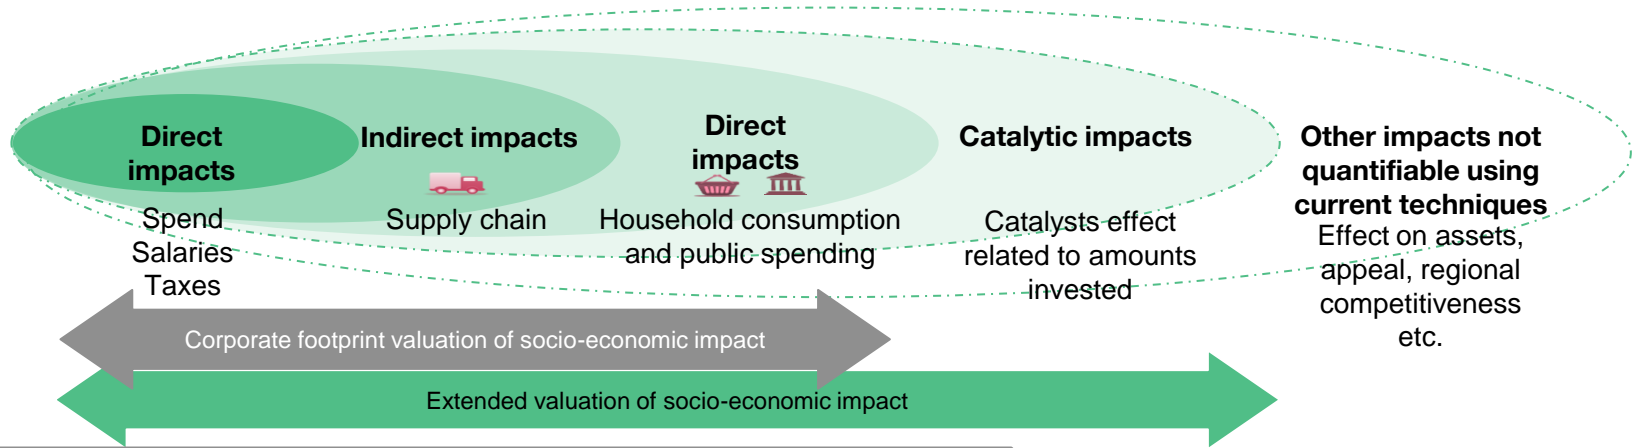 Direct
impacts
Spend
Salaries
Taxes
Indirect impacts
Supply chain
Direct
impacts
Household consumption
and public spending
Catalytic impacts
Catalysts effect
related to amounts
invested
Other impacts not
quantifiable using
current techniques
Effect on assets,
appeal, regional
competitiveness
etc.
Corporate footprint valuation of socio-economic impact
Extended valuation of socio-economic impact